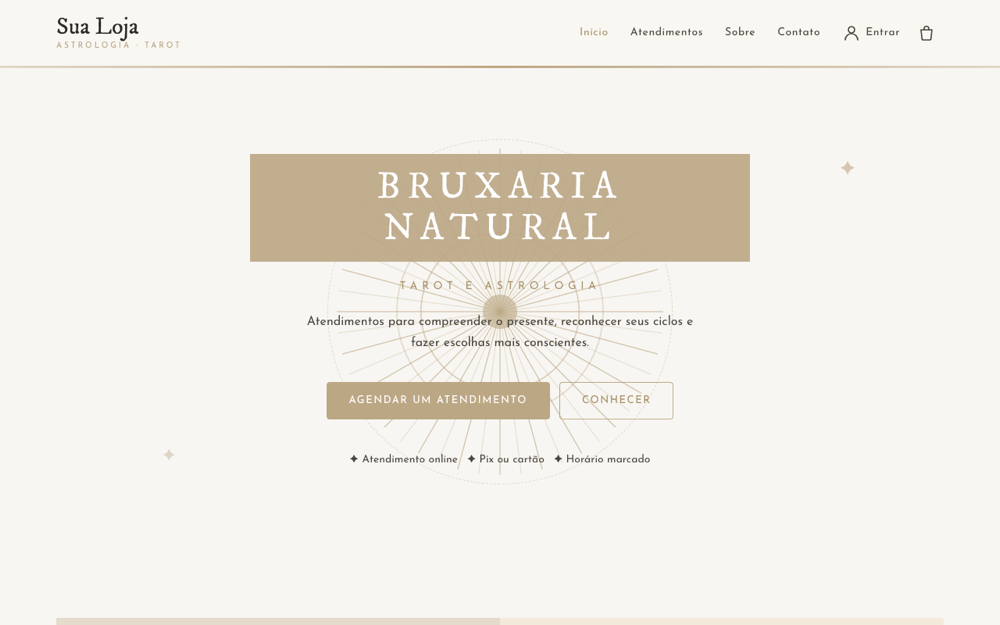 Sua Loja
ASTROLOGIA · TAROT
Início
Atendimentos
Sobre
Contato
Entrar
BRUXARIA
NATURAL
TAROT E ASTROLOGIA
Atendimentos para compreender o presente, reconhecer seus ciclos e
fazer escolhas mais conscientes.
AGENDAR UM ATENDIMENTO
CONHECER
✦ Atendimento online ✦ Pix ou cartão ✦ Horário marcado